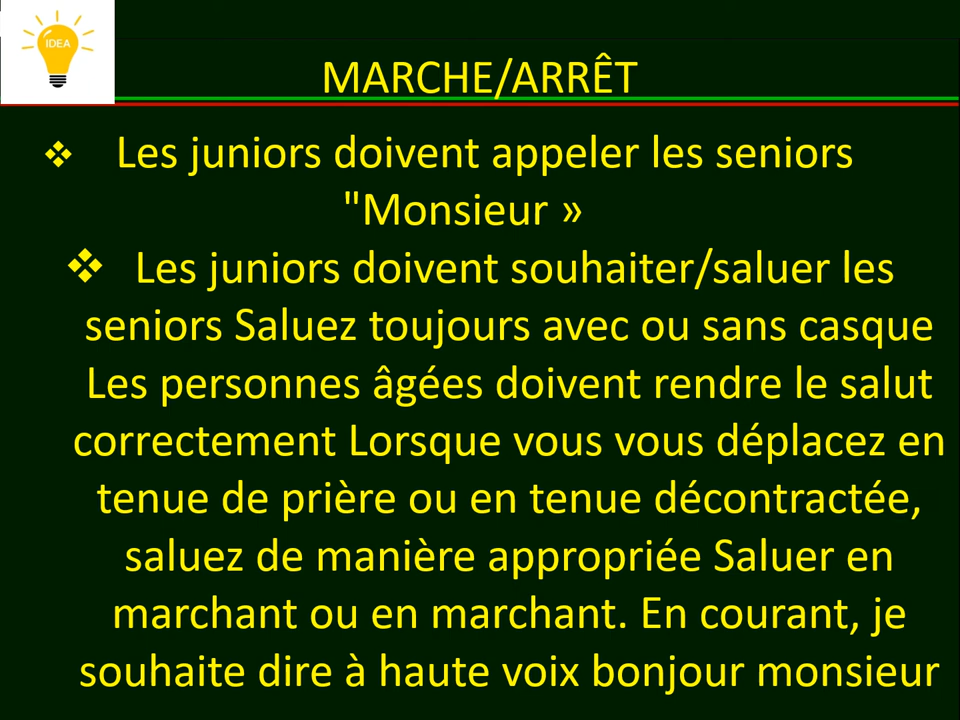 IDEA
MARCHE/ARRÊT
❖ Les juniors doivent appeler les seniors
"Monsieur »
❖ Les juniors doivent souhaiter/saluer les
seniors Saluez toujours avec ou sans casque
Les personnes âgées doivent rendre le salut
correctement Lorsque vous vous déplacez en
tenue de prière ou en tenue décontractée,
saluez de manière appropriée Saluer en
marchant ou en marchant. En courant, je
souhaite dire à haute voix bonjour monsieur